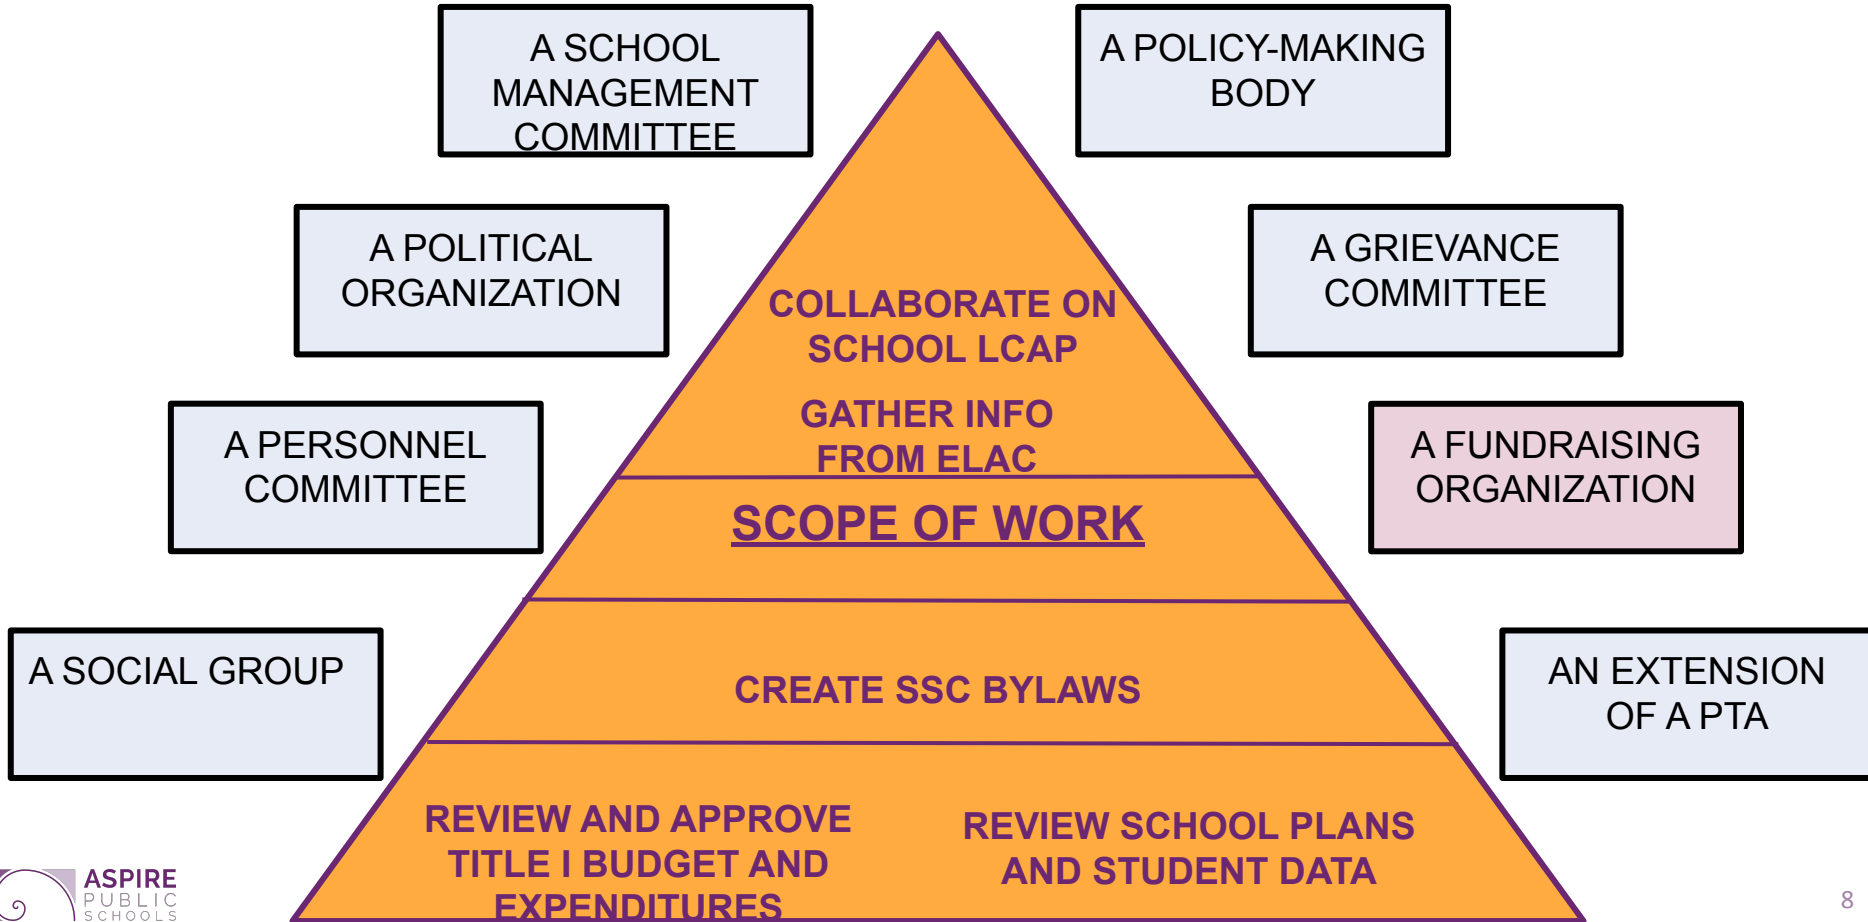 A SCHOOL
MANAGEMENT
COMMITTEE
A POLICY-MAKING
BODY
A POLITICAL
ORGANIZATION
A GRIEVANCE
COMMITTEE
COLLABORATE ON
SCHOOL LCAP
GATHER INFO
FROM ELAC
A PERSONNEL
COMMITTEE
A FUNDRAISING
ORGANIZATION
SCOPE OF WORK
A SOCIAL GROUP
CREATE SSC BYLAWS
AN EXTENSION
OF A PTA
REVIEW AND APPROVE
TITLE I BUDGET AND
EXPENDITURES
REVIEW SCHOOL PLANS
AND STUDENT DATA
ASPIRE
PUBLIC
SCHOOLS
8